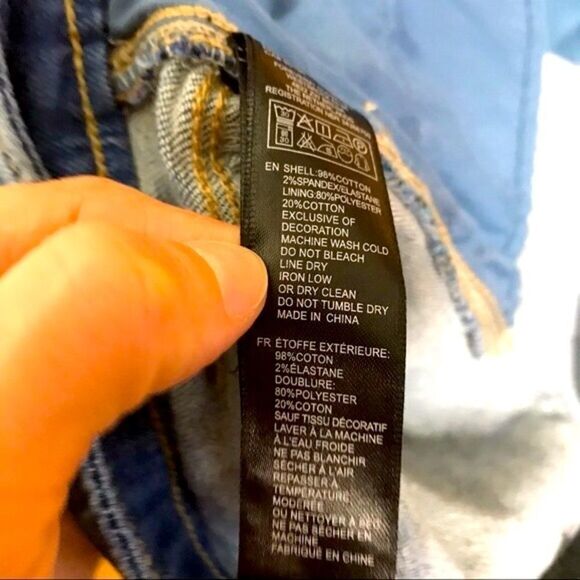 REGISTRATION
30
30
EN SHELL:98%COTTON
2%SPANDEX/ELASTANE
LINING:80%POLYESTER
20%COTTON
EXCLUSIVE OF
DECORATION
MACHINE WASH COLD
DO NOT BLEACH
LINE DRY
IRON LOW
OR DRY CLEAN
DO NOT TUMBLE DRY
MADE IN CHINA
FR ÉTOFFE EXTÉRIEURE:
98%COTON
2%ÉLASTANE
DOUBLURE:
80%POLYESTER
20%COTON
SAUF TISSU DÉCORATIF
LAVER À LA MACHINE
À L'EAU FROIDE
NE PAS BLANCHIR
SÉCHER À L'AIR
REPASSER À
TEMPÉRATURE
MODÉRÉE
OU NETTOYER À SEC
NE PAS SÉCHER EN
MACHINE
FABRIQUÉ EN CHINE